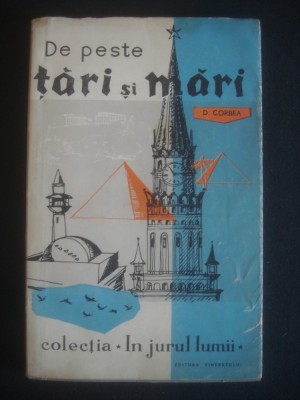 De peste
țări și mări
D. CORBEA
colecția • În jurul lumii •
EDITURA TINERETULUI